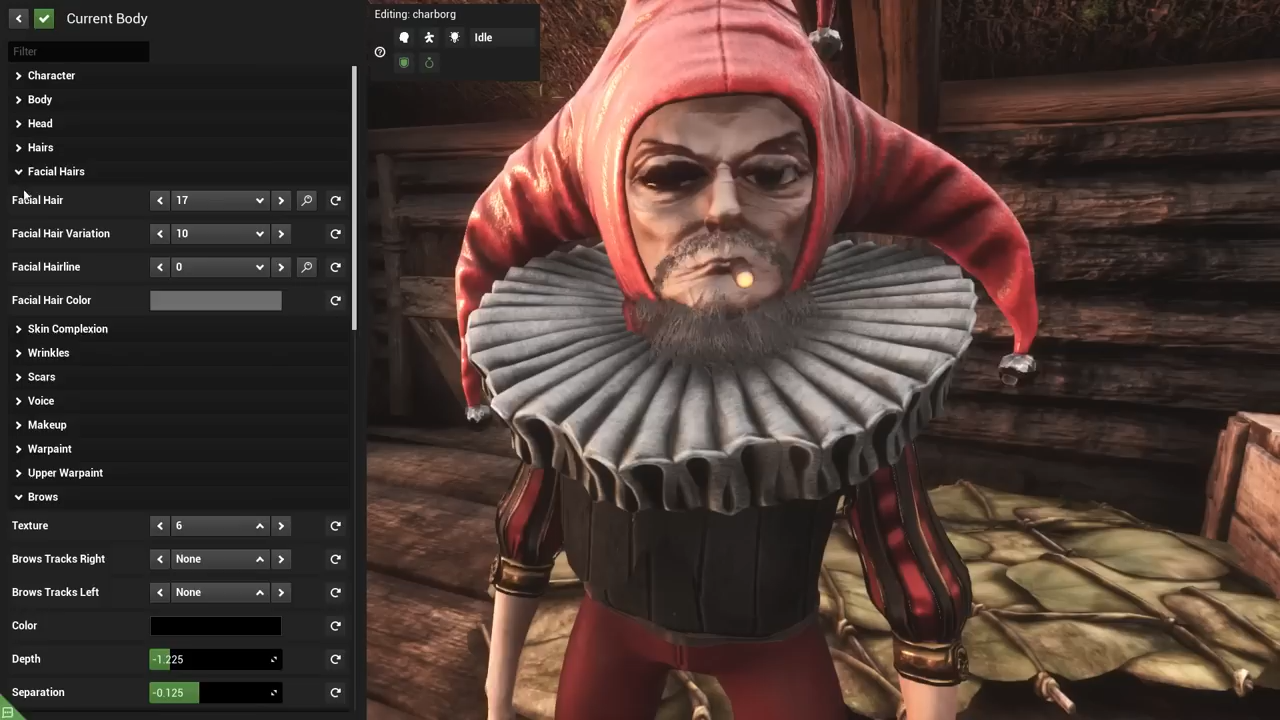 Current Body
Editing: charborg
Idle
Filter
Character
Body
Head
Hairs
Facial Hairs
Facial Hair 17
Facial Hair Variation 10
Facial Hairline 0
Facial Hair Color
Skin Complexion
Wrinkles
Scars
Voice
Makeup
Warpaint
Upper Warpaint
Brows
Texture 6
Brows Tracks Right None
Brows Tracks Left None
Color
Depth -1.225
Separation -0.125